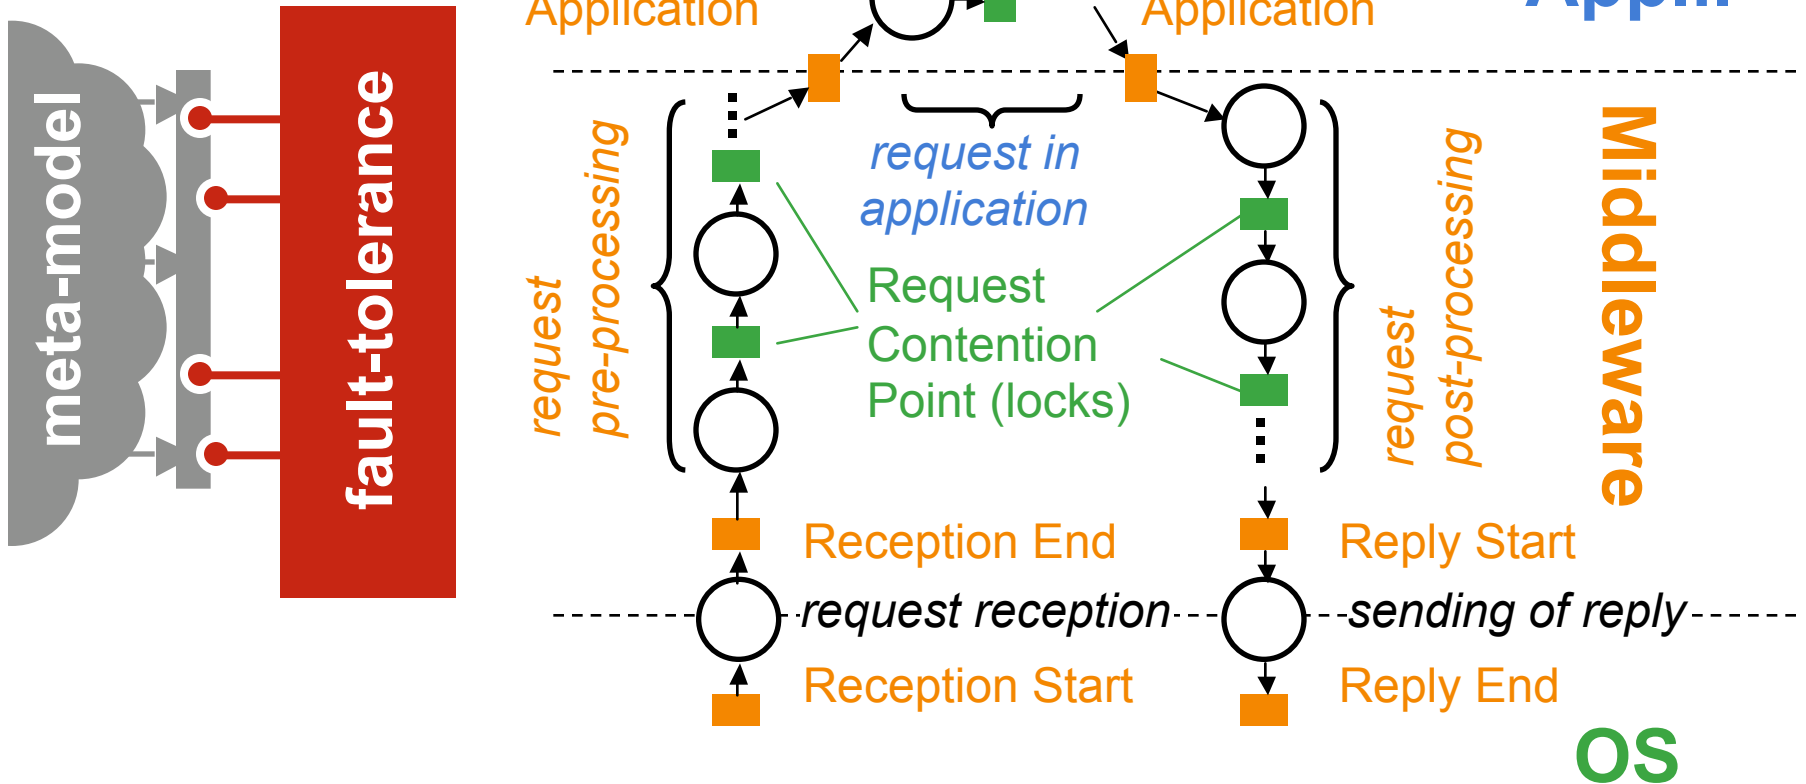 Application
Application
meta-model
fault-tolerance
request
pre-processing
request in
application
request
post-processing
Middleware
Request
Contention
Point (locks)
Reception End
Reply Start
request reception
sending of reply
Reception Start
Reply End
OS